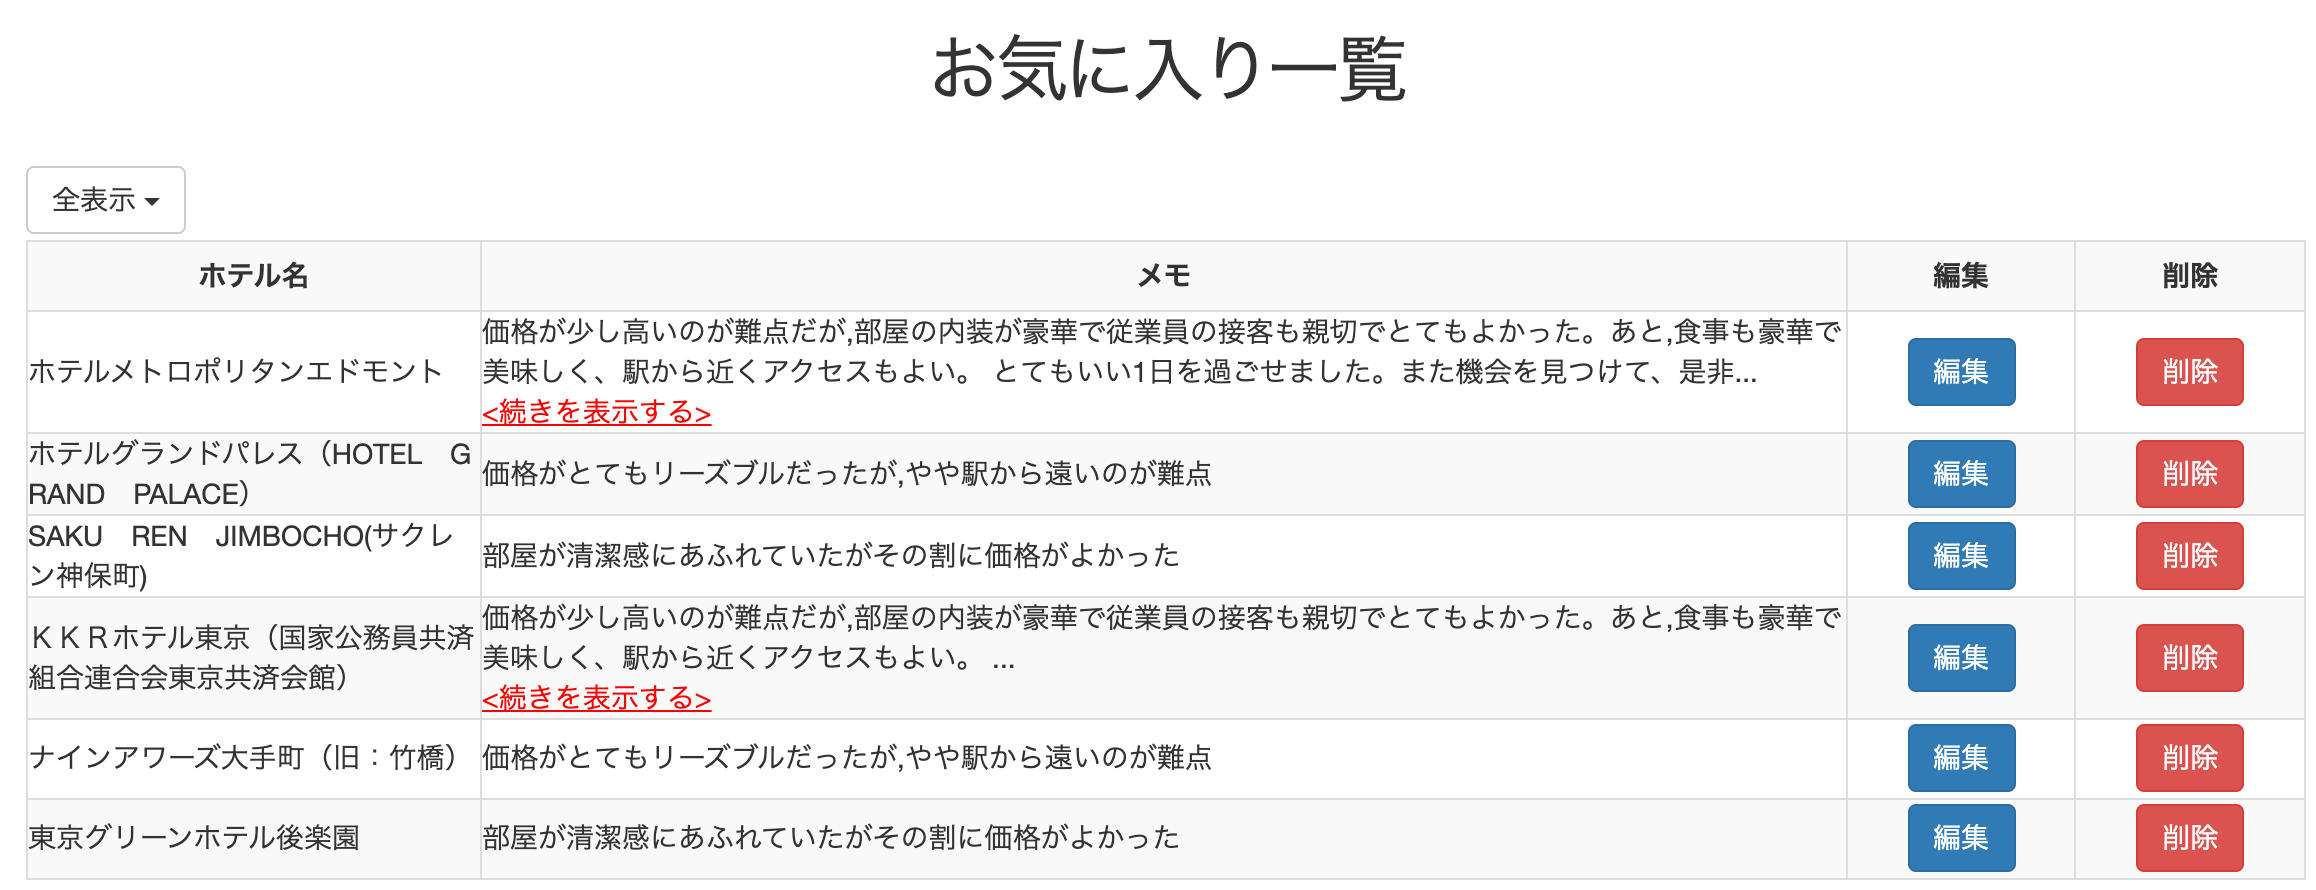 お気に入り一覧
全表示
ホテル名 メモ 編集 削除
ホテルメトロポリタンエドモント
価格が少し高いのが難点だが,部屋の内装が豪華で従業員の接客も親切でとてもよかった。あと,食事も豪華で
美味しく、駅から近くアクセスもよい。 とてもいい1日を過ごせました。また機会を見つけて、是非...
<続きを表示する>
編集 削除
ホテルグランドパレス（HOTEL　G
RAND　PALACE）
価格がとてもリーズブルだったが,やや駅から遠いのが難点
編集 削除
SAKU　REN　JIMBOCHO(サクレ
ン神保町)
部屋が清潔感にあふれていたがその割に価格がよかった
編集 削除
ＫＫＲホテル東京（国家公務員共済
組合連合会東京共済会館）
価格が少し高いのが難点だが,部屋の内装が豪華で従業員の接客も親切でとてもよかった。あと,食事も豪華で
美味しく、駅から近くアクセスもよい。 ...
<続きを表示する>
編集 削除
ナインアワーズ大手町（旧：竹橋）
価格がとてもリーズブルだったが,やや駅から遠いのが難点
編集 削除
東京グリーンホテル後楽園
部屋が清潔感にあふれていたがその割に価格がよかった
編集 削除